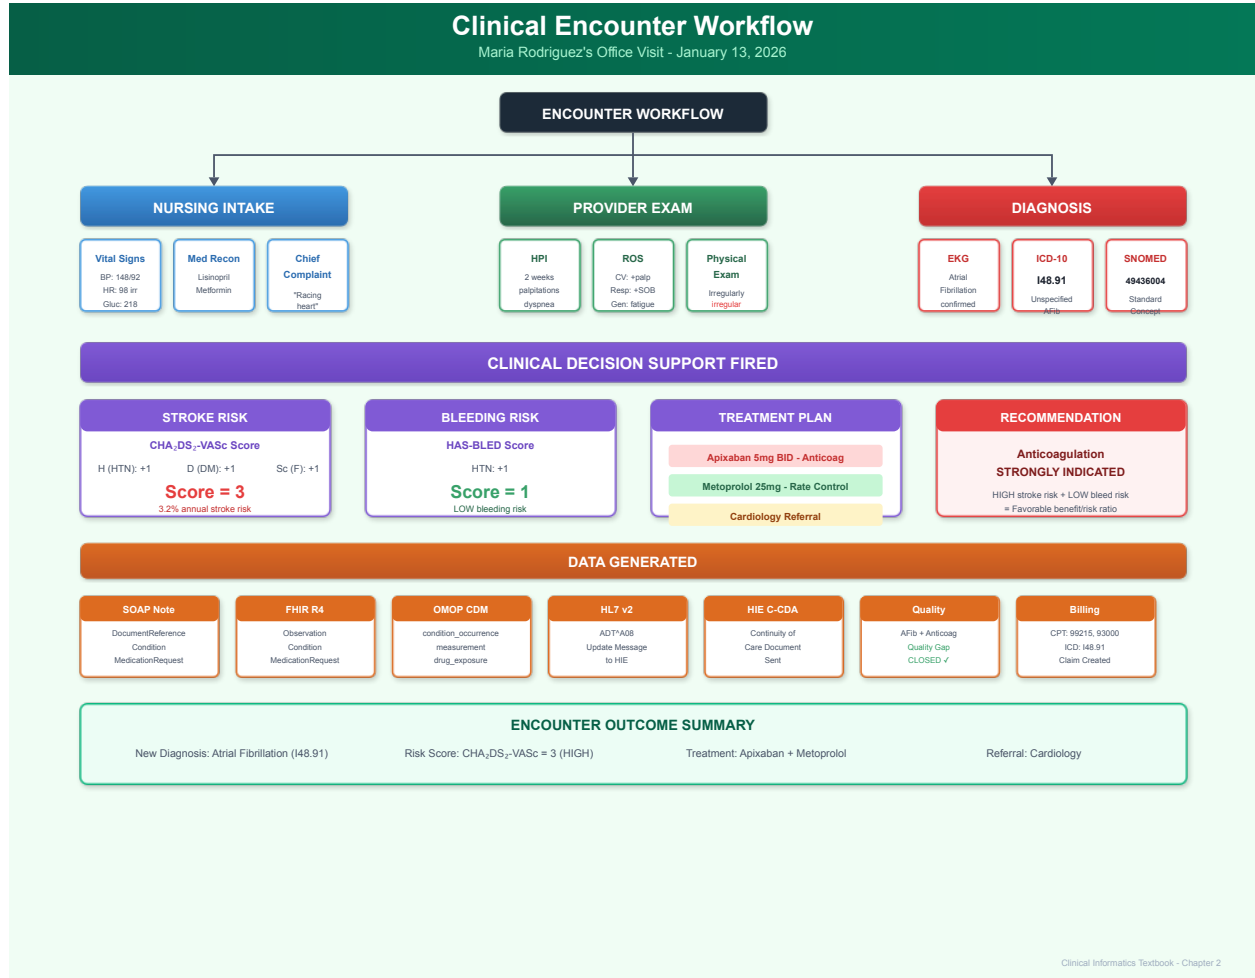 Clinical Encounter Workflow
Maria Rodriguez's Office Visit - January 13, 2026
ENCOUNTER WORKFLOW
NURSING INTAKE
Vital Signs
BP: 148/92
HR: 98 irr
Gluc: 218
Med Recon
Lisinopril
Metformin
Chief
Complaint
"Racing
heart"
PROVIDER EXAM
HPI
2 weeks
palpitations
dyspnea
ROS
CV: +palp
Resp: +SOB
Gen: fatigue
Physical
Exam
Irregularly
irregular
DIAGNOSIS
EKG
Atrial
Fibrillation
confirmed
ICD-10
I48.91
Unspecified
AFib
SNOMED
49436004
Standard
Concept
CLINICAL DECISION SUPPORT FIRED
STROKE RISK
CHA₂DS₂-VASc Score
H (HTN): +1 D (DM): +1 Sc (F): +1
Score = 3
3.2% annual stroke risk
BLEEDING RISK
HAS-BLED Score
HTN: +1
Score = 1
LOW bleeding risk
TREATMENT PLAN
Apixaban 5mg BID - Anticoag
Metoprolol 25mg - Rate Control
Cardiology Referral
RECOMMENDATION
Anticoagulation
STRONGLY INDICATED
HIGH stroke risk + LOW bleed risk
= Favorable benefit/risk ratio
DATA GENERATED
SOAP Note
DocumentReference
Condition
MedicationRequest
FHIR R4
Observation
Condition
MedicationRequest
OMOP CDM
condition_occurrence
measurement
drug_exposure
HL7 v2
ADT^A08
Update Message
to HIE
HIE C-CDA
Continuity of
Care Document
Sent
Quality
AFib + Anticoag
Quality Gap
CLOSED ✓
Billing
CPT: 99215, 93000
ICD: I48.91
Claim Created
ENCOUNTER OUTCOME SUMMARY
New Diagnosis: Atrial Fibrillation (I48.91) Risk Score: CHA₂DS₂-VASc = 3 (HIGH) Treatment: Apixaban + Metoprolol Referral: Cardiology
Clinical Informatics Textbook - Chapter 2